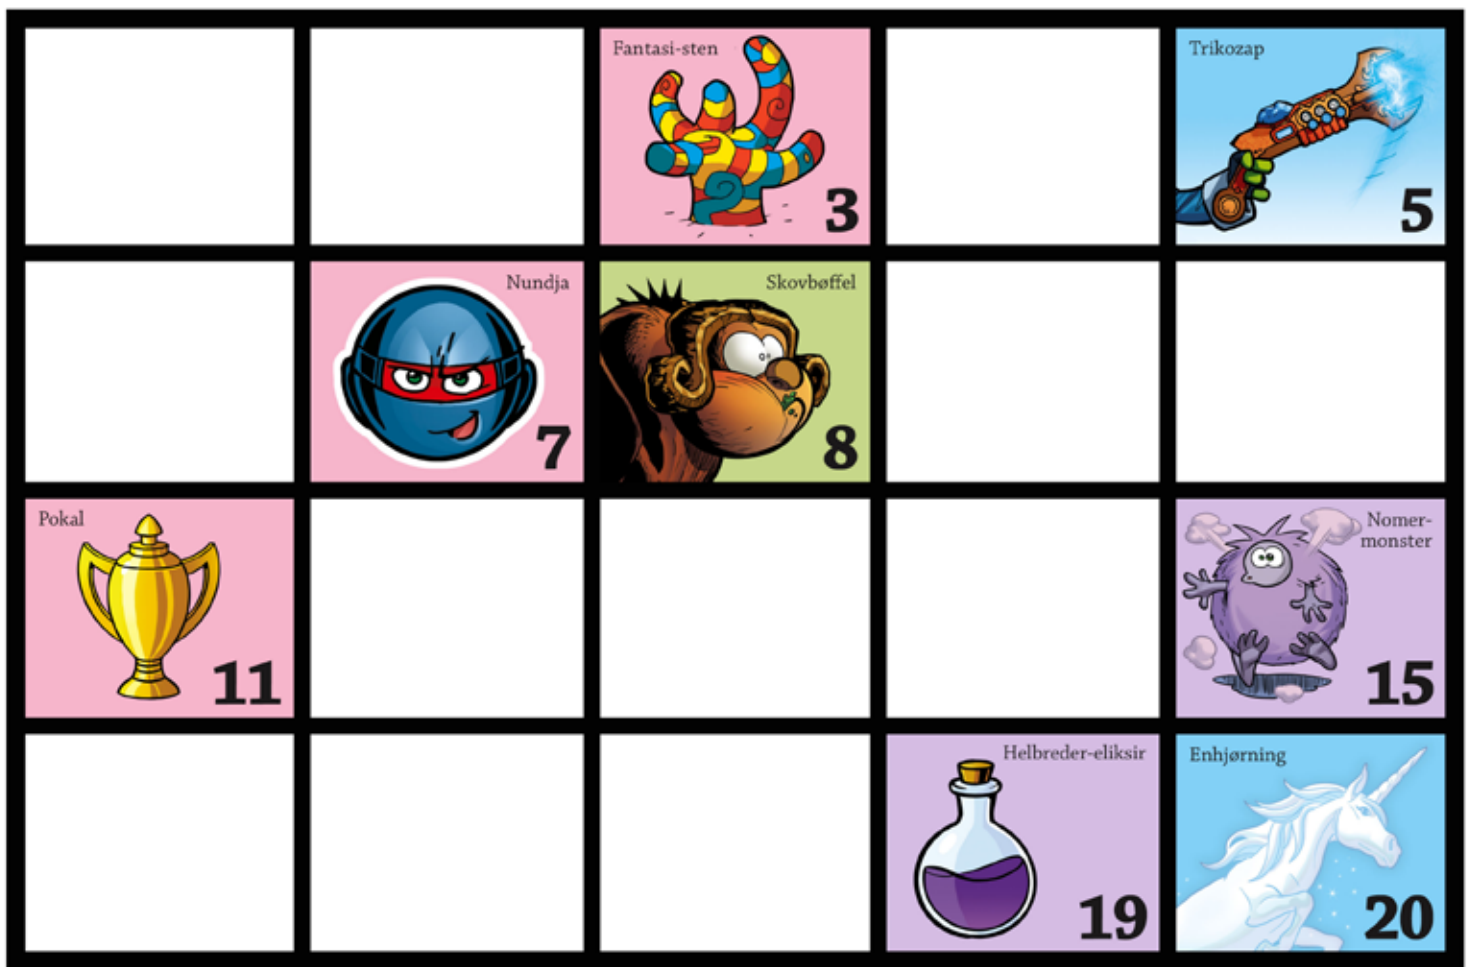 Fantasi-sten
3
Trikozap
5
Nundja
7
Skovbøffel
8
Pokal
11
Nomer-
monster
15
Helbreder-eliksir
19
Enhjørning
20